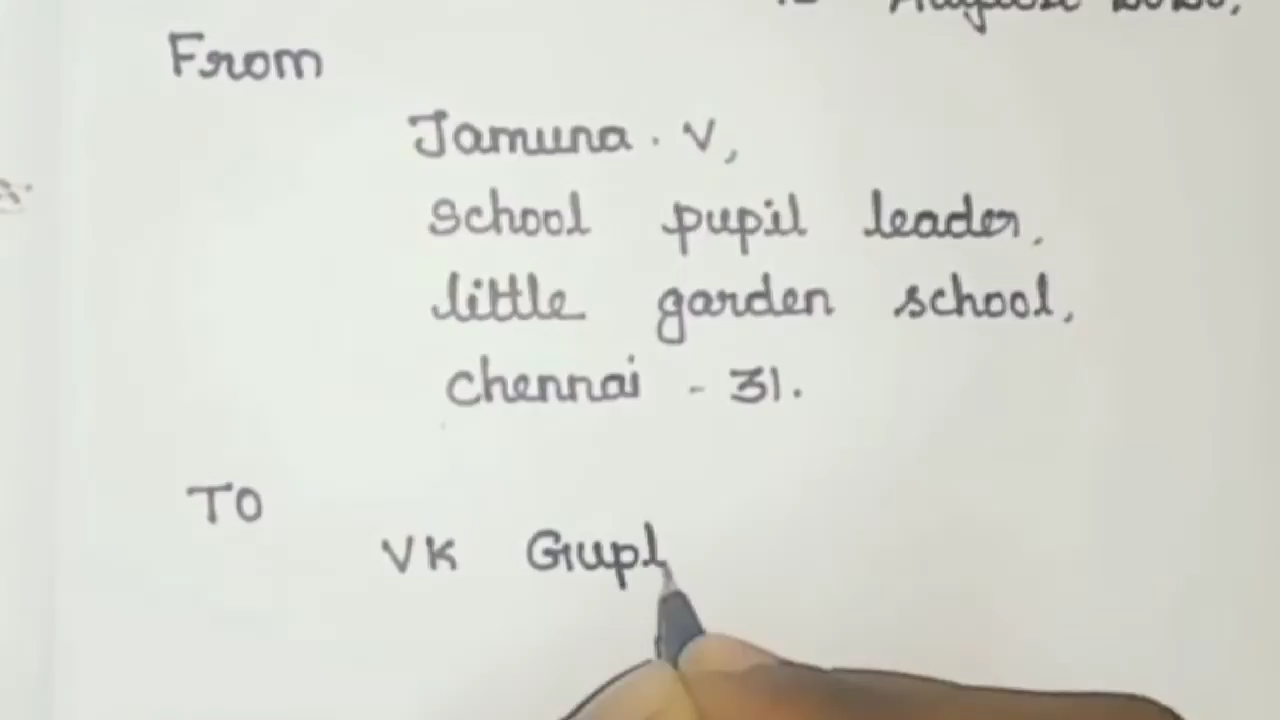 From
Jamuna. V,
School pupil leader.
little garden school,
Chennai - 31.
TO
VK Gupt